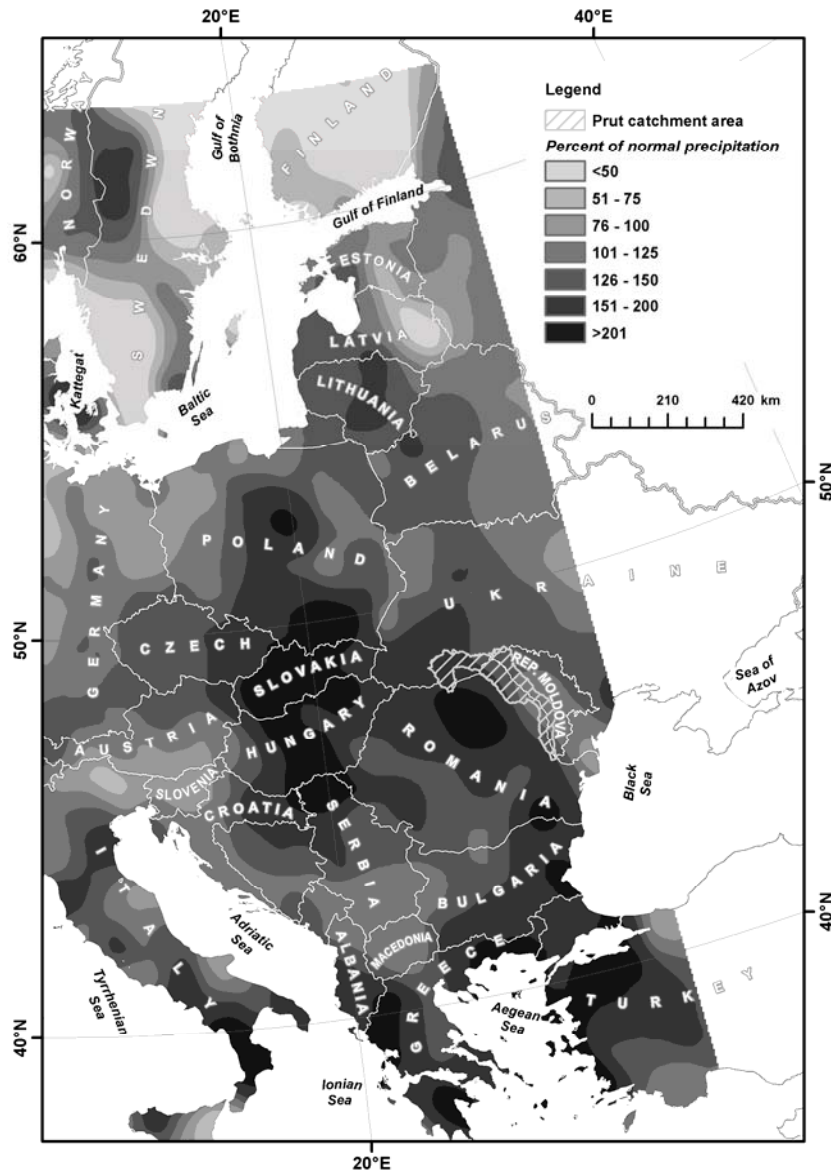 20°E
40°E
NORWAY
SWEDWN
Gulf of
Bothnia
FINLAND
Gulf of Finland
Legend
Prut catchment area
Percent of normal precipitation
<50
51 - 75
76 - 100
101 - 125
126 - 150
151 - 200
>201
0 210 420 km
60°N
ESTONIA
LATVIA
LITHUANIA
Kattegat
Baltic
Sea
BELARUS
50°N
GERMANY
POLAND
UKRAINE
50°N
CZECH
SLOVAKIA
REP. MOLDOVA
Sea of
Azov
AUSTRIA
HUNGARY
ROMANIA
SLOVENIA
CROATIA
Black
Sea
SERBIA
BULGARIA
ITALY
Adriatic
Sea
MACEDONIA
ALBANIA
GREECE
40°N
Tyrrhenian
Sea
Aegean
Sea
TURKEY
40°N
Ionian
Sea
20°E